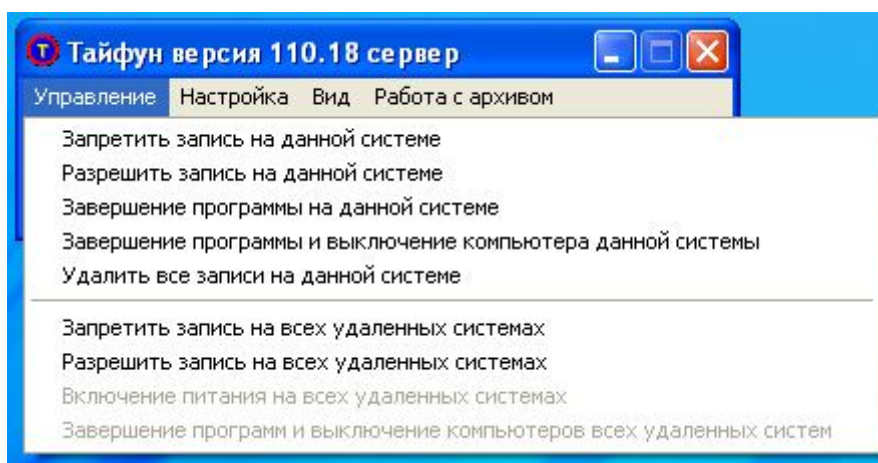 Тайфун версия 110.18 сервер
Управление Настройка Вид Работа с архивом
Запретить запись на данной системе
Разрешить запись на данной системе
Завершение программы на данной системе
Завершение программы и выключение компьютера данной системы
Удалить все записи на данной системе
Запретить запись на всех удаленных системах
Разрешить запись на всех удаленных системах
Включение питания на всех удаленных системах
Завершение программ и выключение компьютеров всех удаленных систем